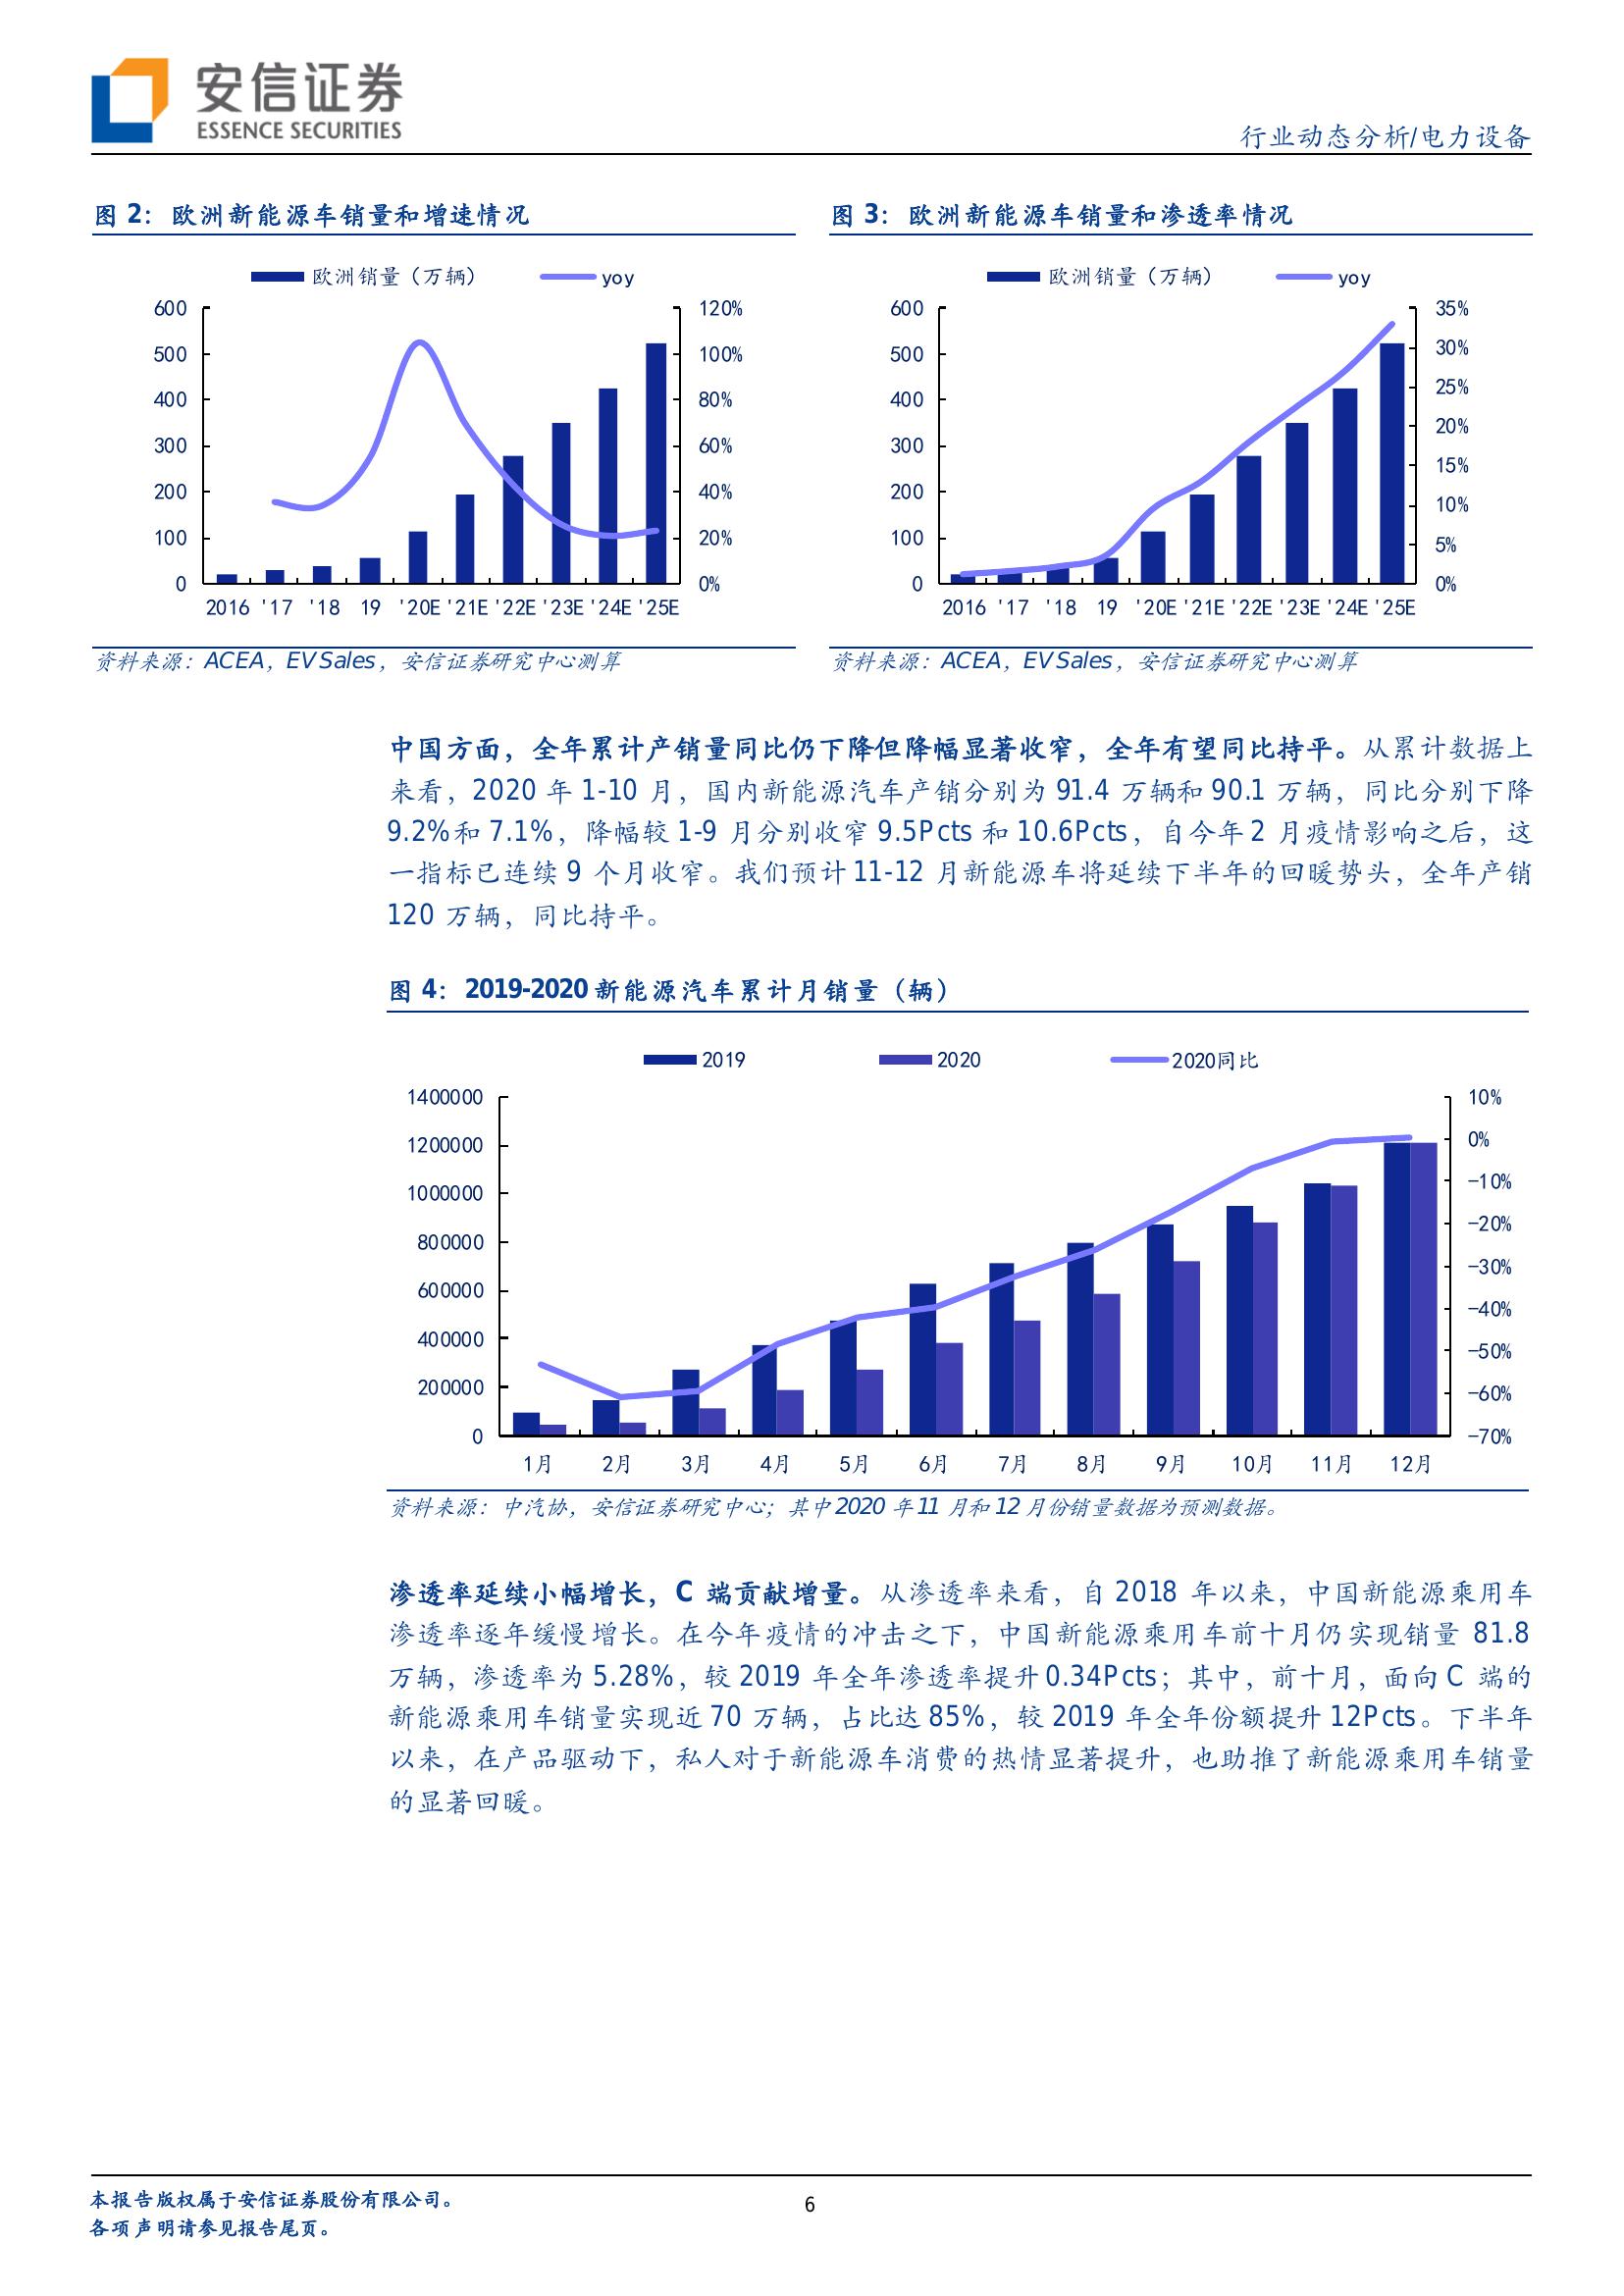 安信证券
ESSENCE SECURITIES
行业动态分析/电力设备
图 2：欧洲新能源车销量和增速情况
欧洲销量（万辆） yoy
600 120%
500 100%
400 80%
300 60%
200 40%
100 20%
0 0%
2016 '17 '18 19 '20E '21E '22E '23E '24E '25E
资料来源：ACEA，EV Sales，安信证券研究中心测算
图 3：欧洲新能源车销量和渗透率情况
欧洲销量（万辆） yoy
600 35%
500 30%
400 25%
300 20%
200 15%
100 10%
0 5%
0%
2016 '17 '18 19 '20E '21E '22E '23E '24E '25E
资料来源：ACEA，EV Sales，安信证券研究中心测算
中国方面，全年累计产销量同比仍下降但降幅显著收窄，全年有望同比持平。从累计数据上
来看，2020 年 1-10 月，国内新能源汽车产销分别为 91.4 万辆和 90.1 万辆，同比分别下降
9.2%和 7.1%，降幅较 1-9 月分别收窄 9.5Pcts 和 10.6Pcts，自今年 2 月疫情影响之后，这
一指标已连续 9 个月收窄。我们预计 11-12 月新能源车将延续下半年的回暖势头，全年产销
120 万辆，同比持平。
图 4：2019-2020 新能源汽车累计月销量（辆）
2019 2020 2020同比
1400000 10%
1200000 0%
1000000 -10%
800000 -20%
600000 -30%
400000 -40%
200000 -50%
0 -60%
-70%
1月 2月 3月 4月 5月 6月 7月 8月 9月 10月 11月 12月
资料来源：中汽协，安信证券研究中心；其中 2020 年 11 月和 12 月份销量数据为预测数据。
渗透率延续小幅增长，C 端贡献增量。从渗透率来看，自 2018 年以来，中国新能源乘用车
渗透率逐年缓慢增长。在今年疫情的冲击之下，中国新能源乘用车前十月仍实现销量 81.8
万辆，渗透率为 5.28%，较 2019 年全年渗透率提升 0.34Pcts；其中，前十月，面向 C 端的
新能源乘用车销量实现近 70 万辆，占比达 85%，较 2019 年全年份额提升 12Pcts。下半年
以来，在产品驱动下，私人对于新能源车消费的热情显著提升，也助推了新能源乘用车销量
的显著回暖。
本报告版权属于安信证券股份有限公司。
各项声明请参见报告尾页。
6